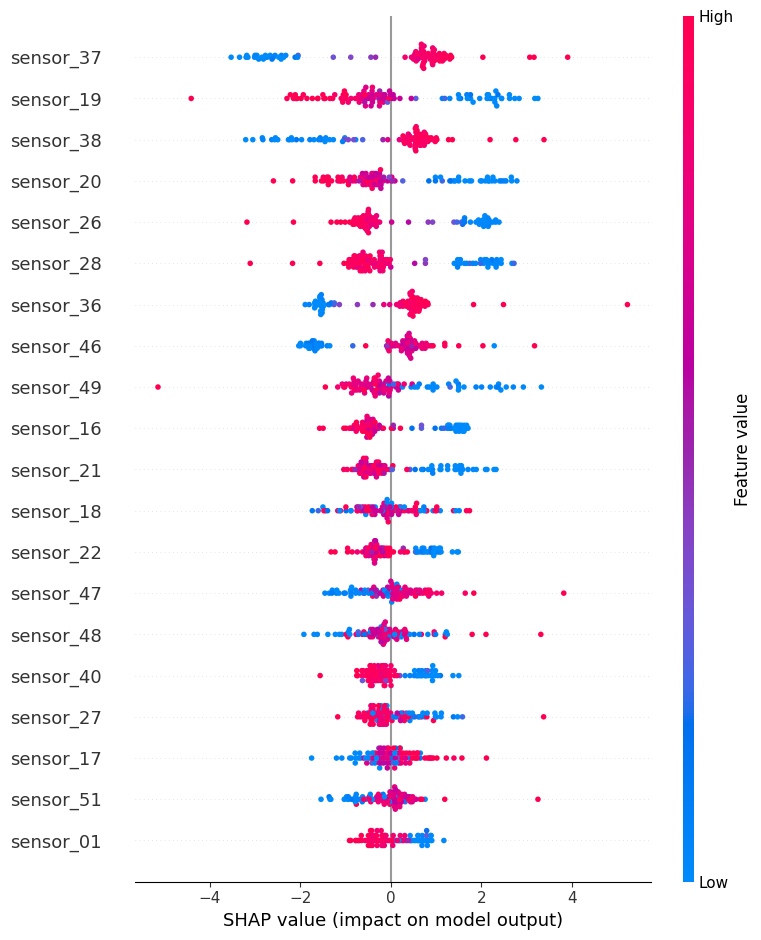 High
sensor_37
sensor_19
sensor_38
sensor_20
sensor_26
sensor_28
sensor_36
sensor_46
sensor_49
sensor_16
sensor_21
sensor_18
sensor_22
sensor_47
sensor_48
sensor_40
sensor_27
sensor_17
sensor_51
sensor_01
Feature value
Low
−4 −2 0 2 4
SHAP value (impact on model output)